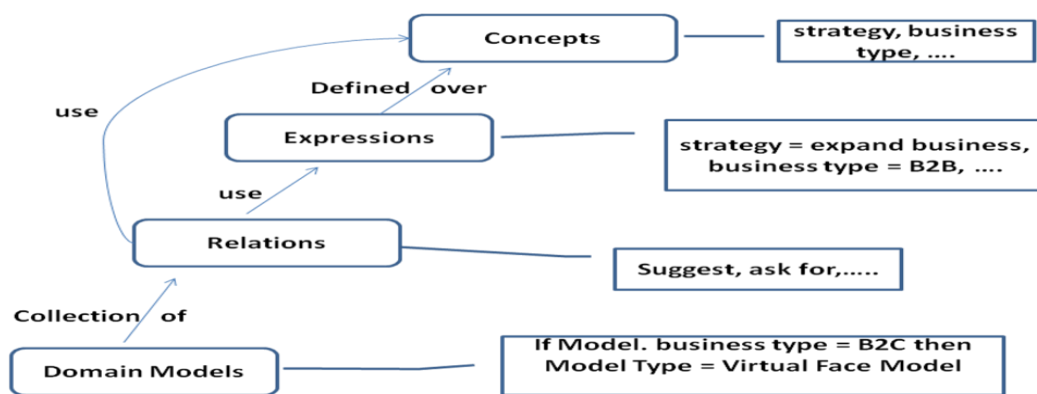 Concepts
strategy, business
type, ....
Defined over
use
Expressions
strategy = expand business,
business type = B2B, ....
use
Relations
Suggest, ask for,.....
Collection of
If Model. business type = B2C then
Model Type = Virtual Face Model
Domain Models